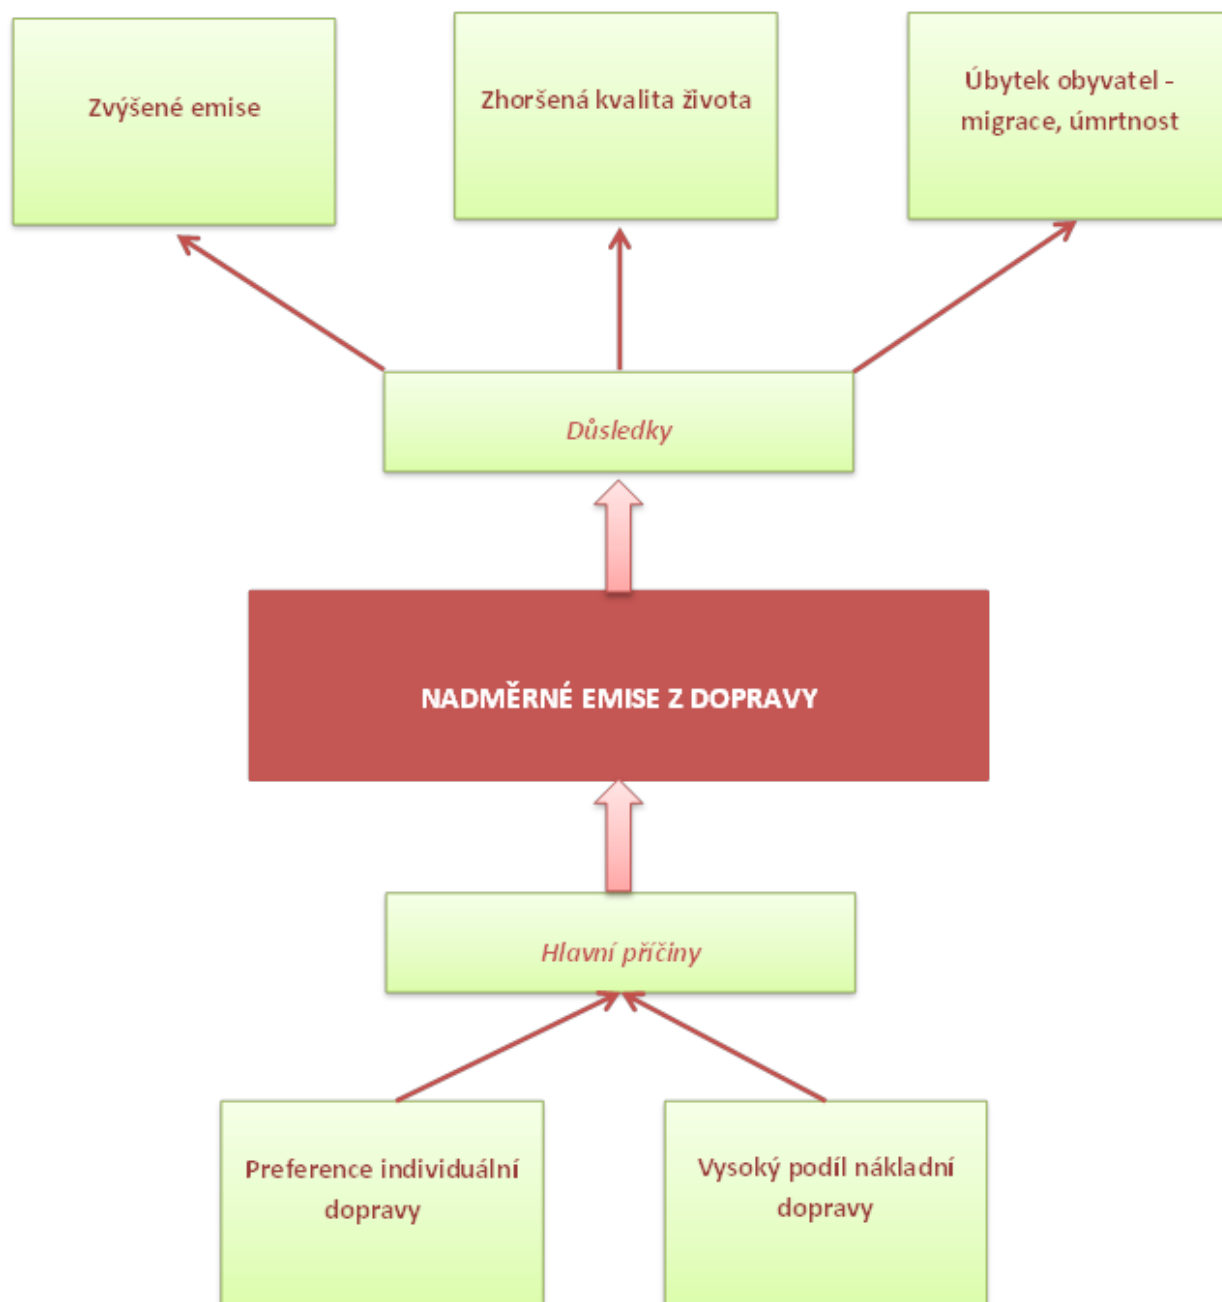 Zvýšené emise
Zhoršená kvalita života
Úbytek obyvatel -
migrace, úmrtnost
Důsledky
NADMĚRNÉ EMISE Z DOPRAVY
Hlavní příčiny
Preference individuální
dopravy
Vysoký podíl nákladní
dopravy